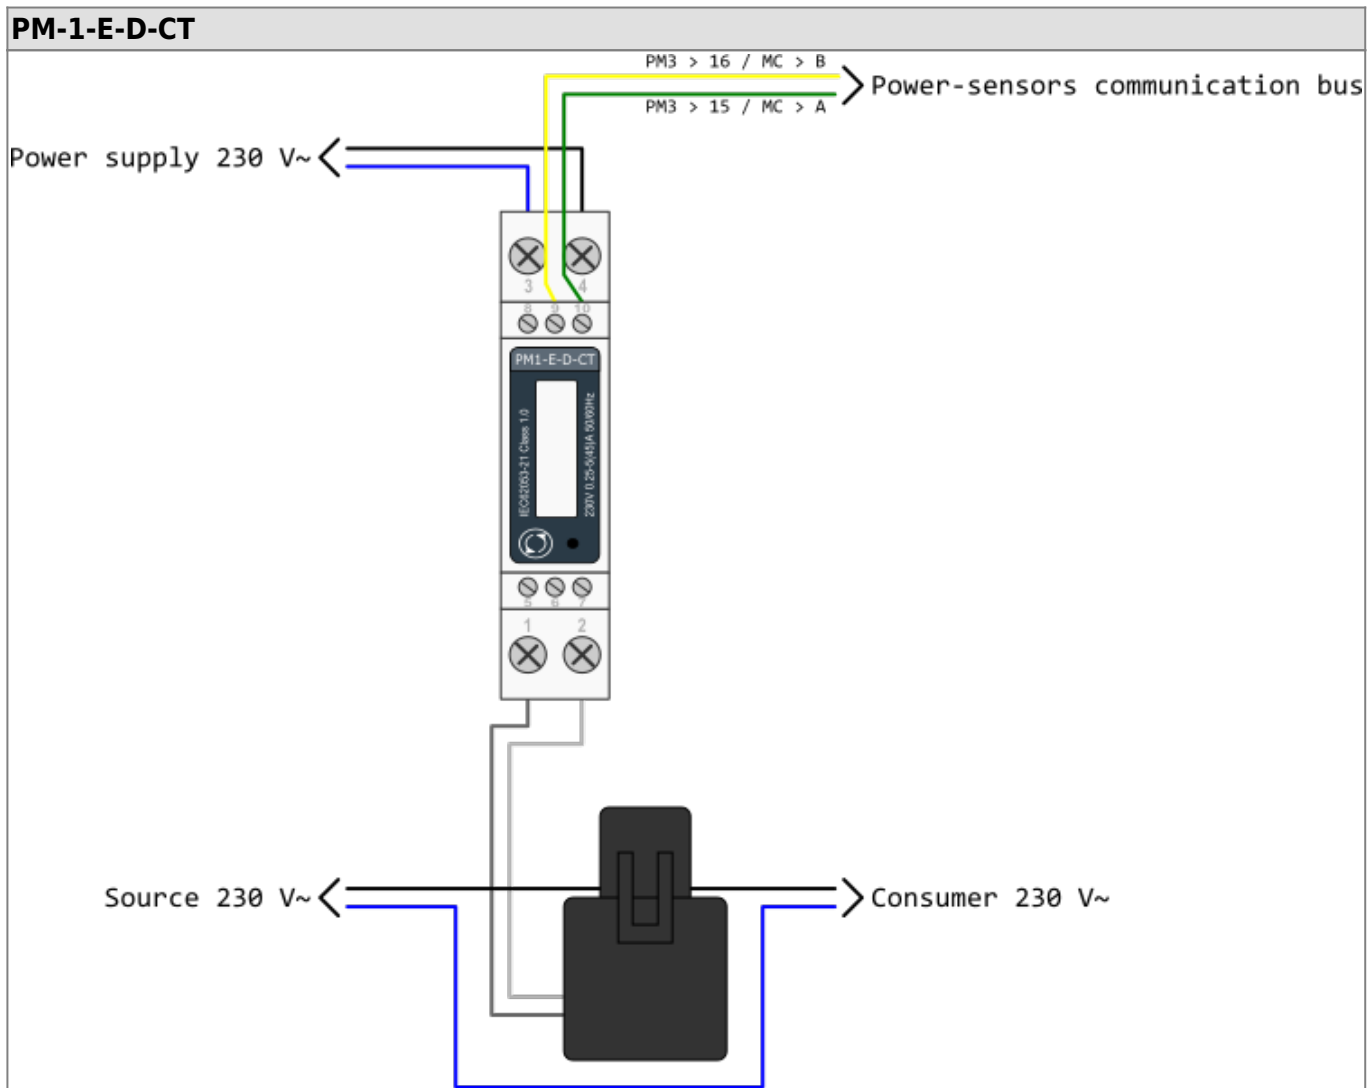 PM-1-E-D-CT
PM3 > 16 / MC > B
Power-sensors communication bus
PM3 > 15 / MC > A
Power supply 230 V~
3 4
8 9 10
PM1-E-D-CT
IEC62053-21 Class 1.0
230V 0.25-5(45)A 50/60Hz
5 6 7
1 2
Source 230 V~
Consumer 230 V~